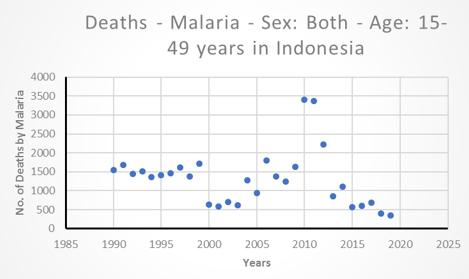 Deaths - Malaria - Sex: Both - Age: 15-
49 years in Indonesia
No. of Deaths by Malaria
4000
3500
3000
2500
2000
1500
1000
500
0
1985 1990 1995 2000 2005 2010 2015 2020 2025
Years